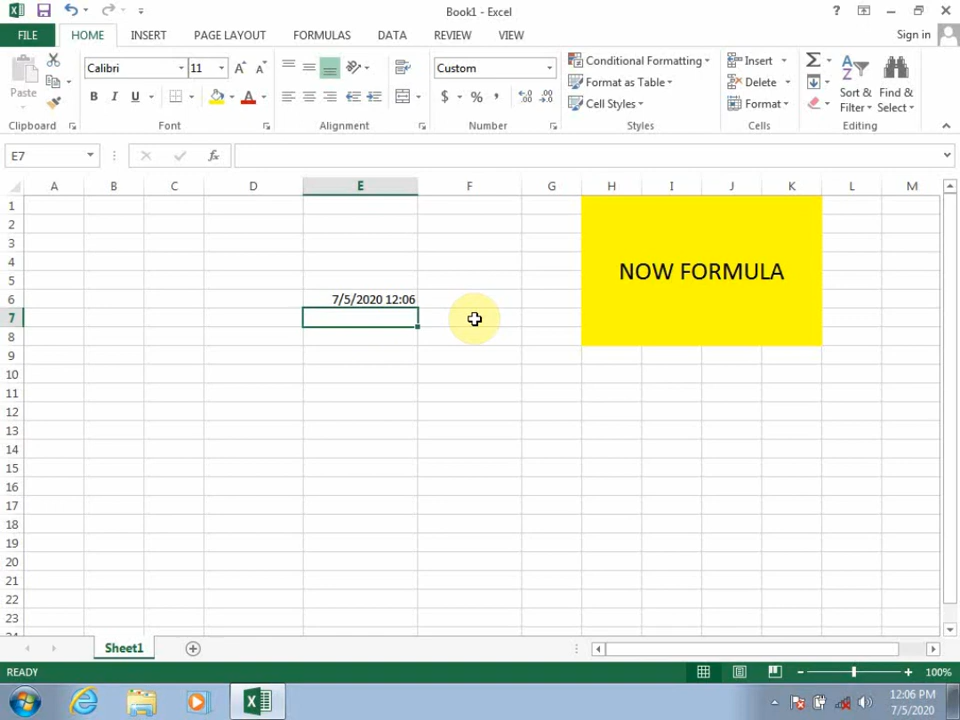 Book1 - Excel
?
FILE HOME INSERT PAGE LAYOUT FORMULAS DATA REVIEW VIEW Sign in
Paste
Calibri 11
Custom
B I U A
$ % ,
Conditional Formatting
Format as Table
Cell Styles
Insert
Delete
Format
Sort & Filter
Find & Select
Clipboard Font Alignment Number Styles Cells Editing
E7 fx
A B C D E F G H I J K L M
1
2
3
4
NOW FORMULA
5
6 7/5/2020 12:06
7
8
9
10
11
12
13
14
15
16
17
18
19
20
21
22
23
24
Sheet1
READY 100%
12:06 PM
7/5/2020